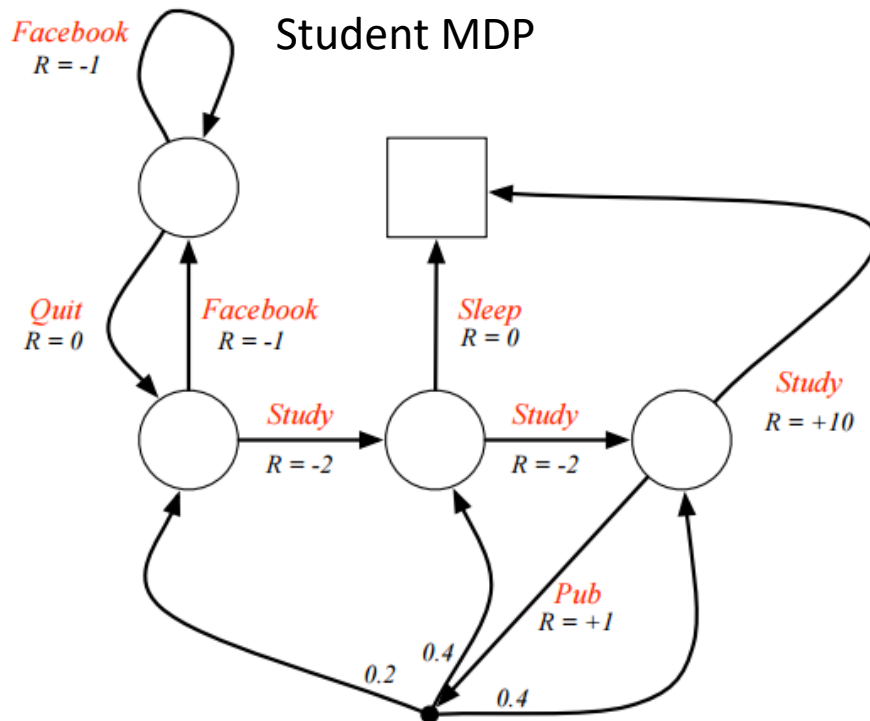 Student MDP
Facebook
R = -1
Quit
R = 0
Facebook
R = -1
Sleep
R = 0
Study
R = +10
Study
R = -2
Study
R = -2
Pub
R = +1
0.2
0.4
0.4